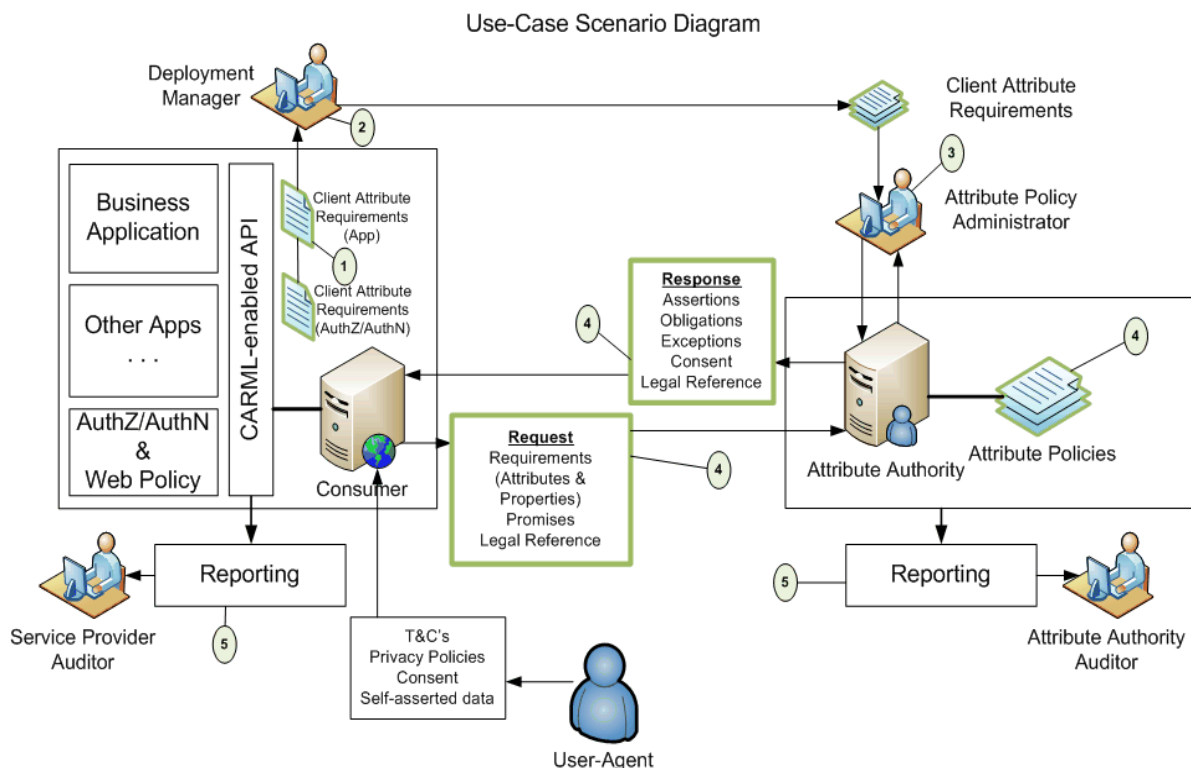 Use-Case Scenario Diagram
Deployment
Manager
2
Client Attribute
Requirements
3
Attribute Policy
Administrator
Business
Application
Other Apps
. . .
AuthZ/AuthN
&
Web Policy
CARML-enabled API
Client Attribute
Requirements
(App)
1
Client Attribute
Requirements
(AuthZ/AuthN)
Consumer
4
Response
Assertions
Obligations
Exceptions
Consent
Legal Reference
Request
Requirements
(Attributes &
Properties)
Promises
Legal Reference
4
Attribute Authority
4
Attribute Policies
Reporting
5
Service Provider
Auditor
T&C's
Privacy Policies
Consent
Self-asserted data
User-Agent
Reporting
5
Attribute Authority
Auditor